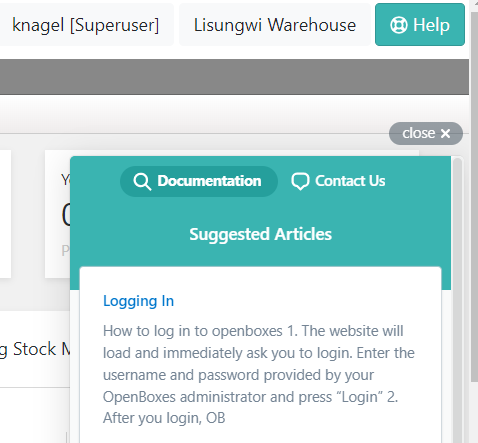 knagel [Superuser]
Lisungwi Warehouse
Help
close ×
Documentation
Contact Us
Suggested Articles
Logging In
How to log in to openboxes 1. The website will
load and immediately ask you to login. Enter the
username and password provided by your
OpenBoxes administrator and press “Login” 2.
After you login, OB
g Stock M